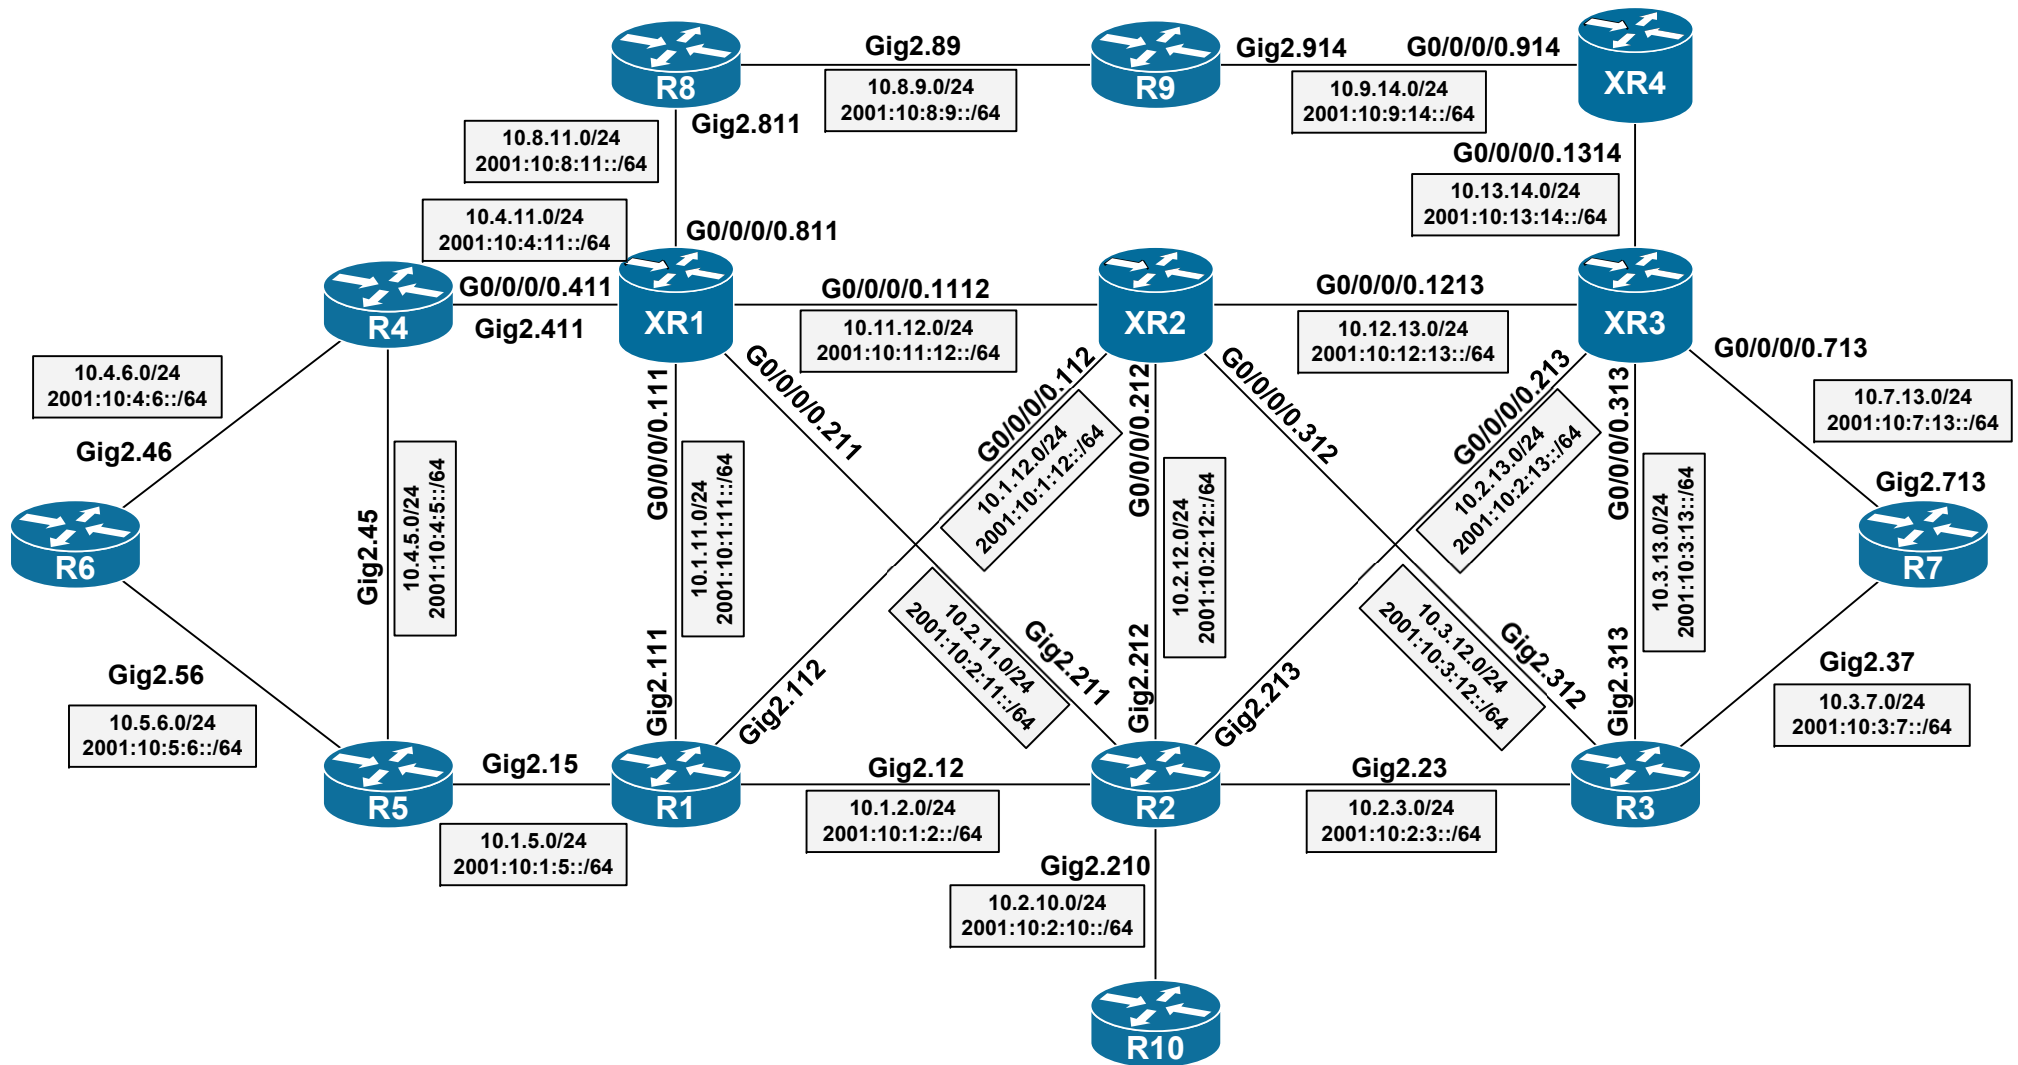 Gig2.89
Gig2.914
G0/0/0/0.914
R8
R9
XR4
10.8.9.0/24
2001:10:8:9::/64
10.9.14.0/24
2001:10:9:14::/64
Gig2.811
10.8.11.0/24
2001:10:8:11::/64
G0/0/0/0.1314
10.13.14.0/24
2001:10:13:14::/64
10.4.11.0/24
2001:10:4:11::/64
G0/0/0/0.811
G0/0/0/0.411
G0/0/0/0.1112
G0/0/0/0.1213
R4
Gig2.411
XR1
XR2
XR3
10.11.12.0/24
2001:10:11:12::/64
10.12.13.0/24
2001:10:12:13::/64
G0/0/0/0.713
10.4.6.0/24
2001:10:4:6::/64
10.7.13.0/24
2001:10:7:13::/64
G0/0/0/0.111
G0/0/0/0.211
G0/0/0/0.112
G0/0/0/0.212
G0/0/0/0.312
G0/0/0/0.213
G0/0/0/0.313
Gig2.46
Gig2.713
R6
R7
Gig2.45
10.4.5.0/24
2001:10:4:5::/64
10.1.11.0/24
2001:10:1:11::/64
10.1.12.0/24
2001:10:1:12::/64
10.2.12.0/24
2001:10:2:12::/64
10.2.13.0/24
2001:10:2:13::/64
10.3.13.0/24
2001:10:3:13::/64
10.2.11.0/24
2001:10:2:11::/64
10.3.12.0/24
2001:10:3:12::/64
Gig2.56
10.5.6.0/24
2001:10:5:6::/64
Gig2.111
Gig2.112
Gig2.211
Gig2.212
Gig2.213
Gig2.312
Gig2.313
Gig2.37
10.3.7.0/24
2001:10:3:7::/64
Gig2.15
Gig2.12
Gig2.23
R5
R1
R2
R3
10.1.5.0/24
2001:10:1:5::/64
10.1.2.0/24
2001:10:1:2::/64
10.2.3.0/24
2001:10:2:3::/64
Gig2.210
10.2.10.0/24
2001:10:2:10::/64
R10